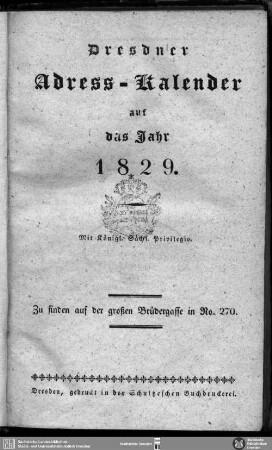 Dresdner
Adress-Kalender
auf
das Jahr
1829.
Mit Königl. Sächs. Privilegio.
Zu finden auf der großen Brüdergasse in No. 270.
Dresden, gedruckt in der Schulzeschen Buchdruckerei.